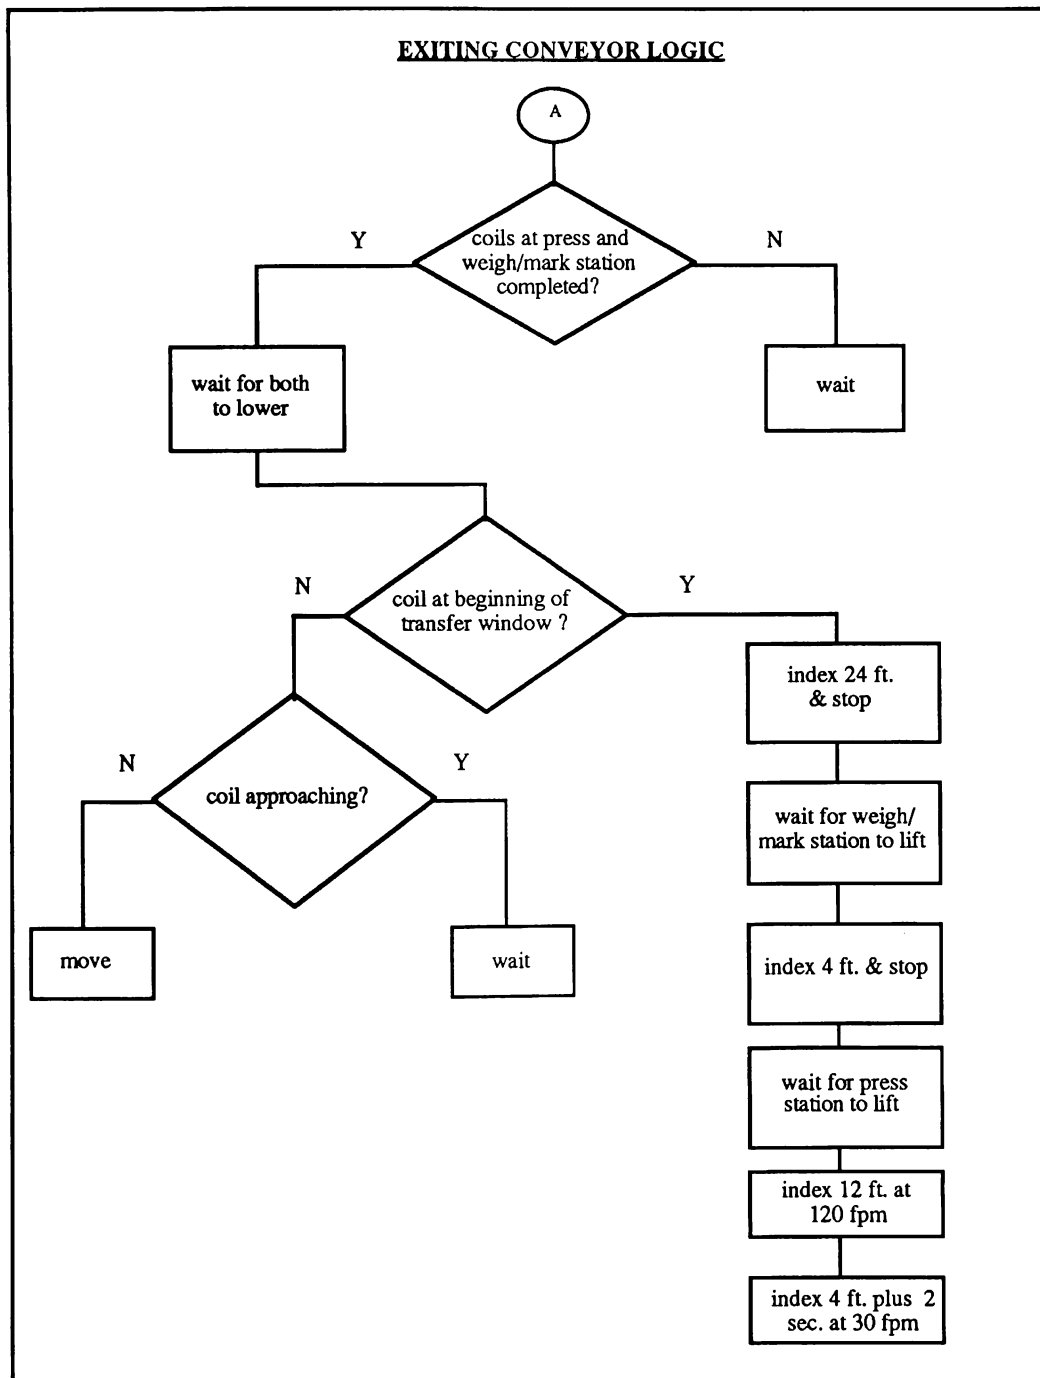 EXITING CONVEYOR LOGIC
A
coils at press and
weigh/mark station
completed?
Y
N
wait for both
to lower
wait
coil at beginning of
transfer window ?
N
Y
index 24 ft.
& stop
coil approaching?
N
Y
wait for weigh/
mark station to lift
move
wait
index 4 ft. & stop
wait for press
station to lift
index 12 ft. at
120 fpm
index 4 ft. plus 2
sec. at 30 fpm